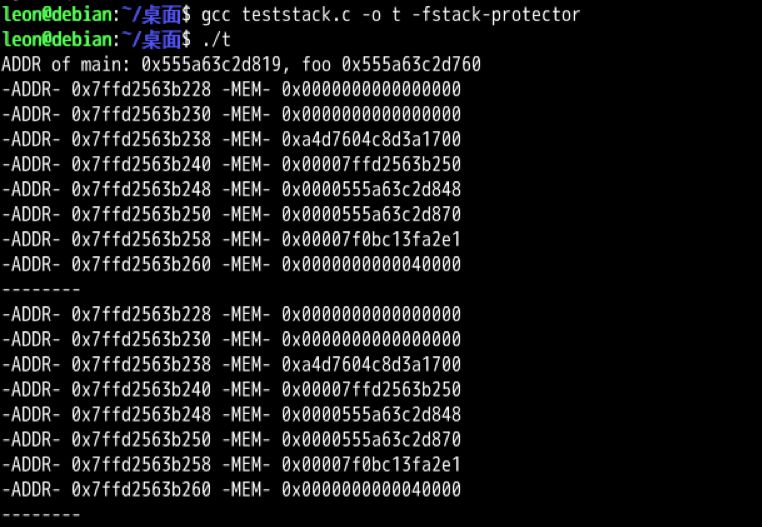 leon@debian:~/桌面$ gcc teststack.c -o t -fstack-protector
leon@debian:~/桌面$ ./t
ADDR of main: 0x555a63c2d819, foo 0x555a63c2d760
-ADDR- 0x7ffd2563b228 -MEM- 0x0000000000000000
-ADDR- 0x7ffd2563b230 -MEM- 0x0000000000000000
-ADDR- 0x7ffd2563b238 -MEM- 0xa4d7604c8d3a1700
-ADDR- 0x7ffd2563b240 -MEM- 0x00007ffd2563b250
-ADDR- 0x7ffd2563b248 -MEM- 0x0000555a63c2d848
-ADDR- 0x7ffd2563b250 -MEM- 0x0000555a63c2d870
-ADDR- 0x7ffd2563b258 -MEM- 0x00007f0bc13fa2e1
-ADDR- 0x7ffd2563b260 -MEM- 0x0000000000040000
--------
-ADDR- 0x7ffd2563b228 -MEM- 0x0000000000000000
-ADDR- 0x7ffd2563b230 -MEM- 0x0000000000000000
-ADDR- 0x7ffd2563b238 -MEM- 0xa4d7604c8d3a1700
-ADDR- 0x7ffd2563b240 -MEM- 0x00007ffd2563b250
-ADDR- 0x7ffd2563b248 -MEM- 0x0000555a63c2d848
-ADDR- 0x7ffd2563b250 -MEM- 0x0000555a63c2d870
-ADDR- 0x7ffd2563b258 -MEM- 0x00007f0bc13fa2e1
-ADDR- 0x7ffd2563b260 -MEM- 0x0000000000040000
--------